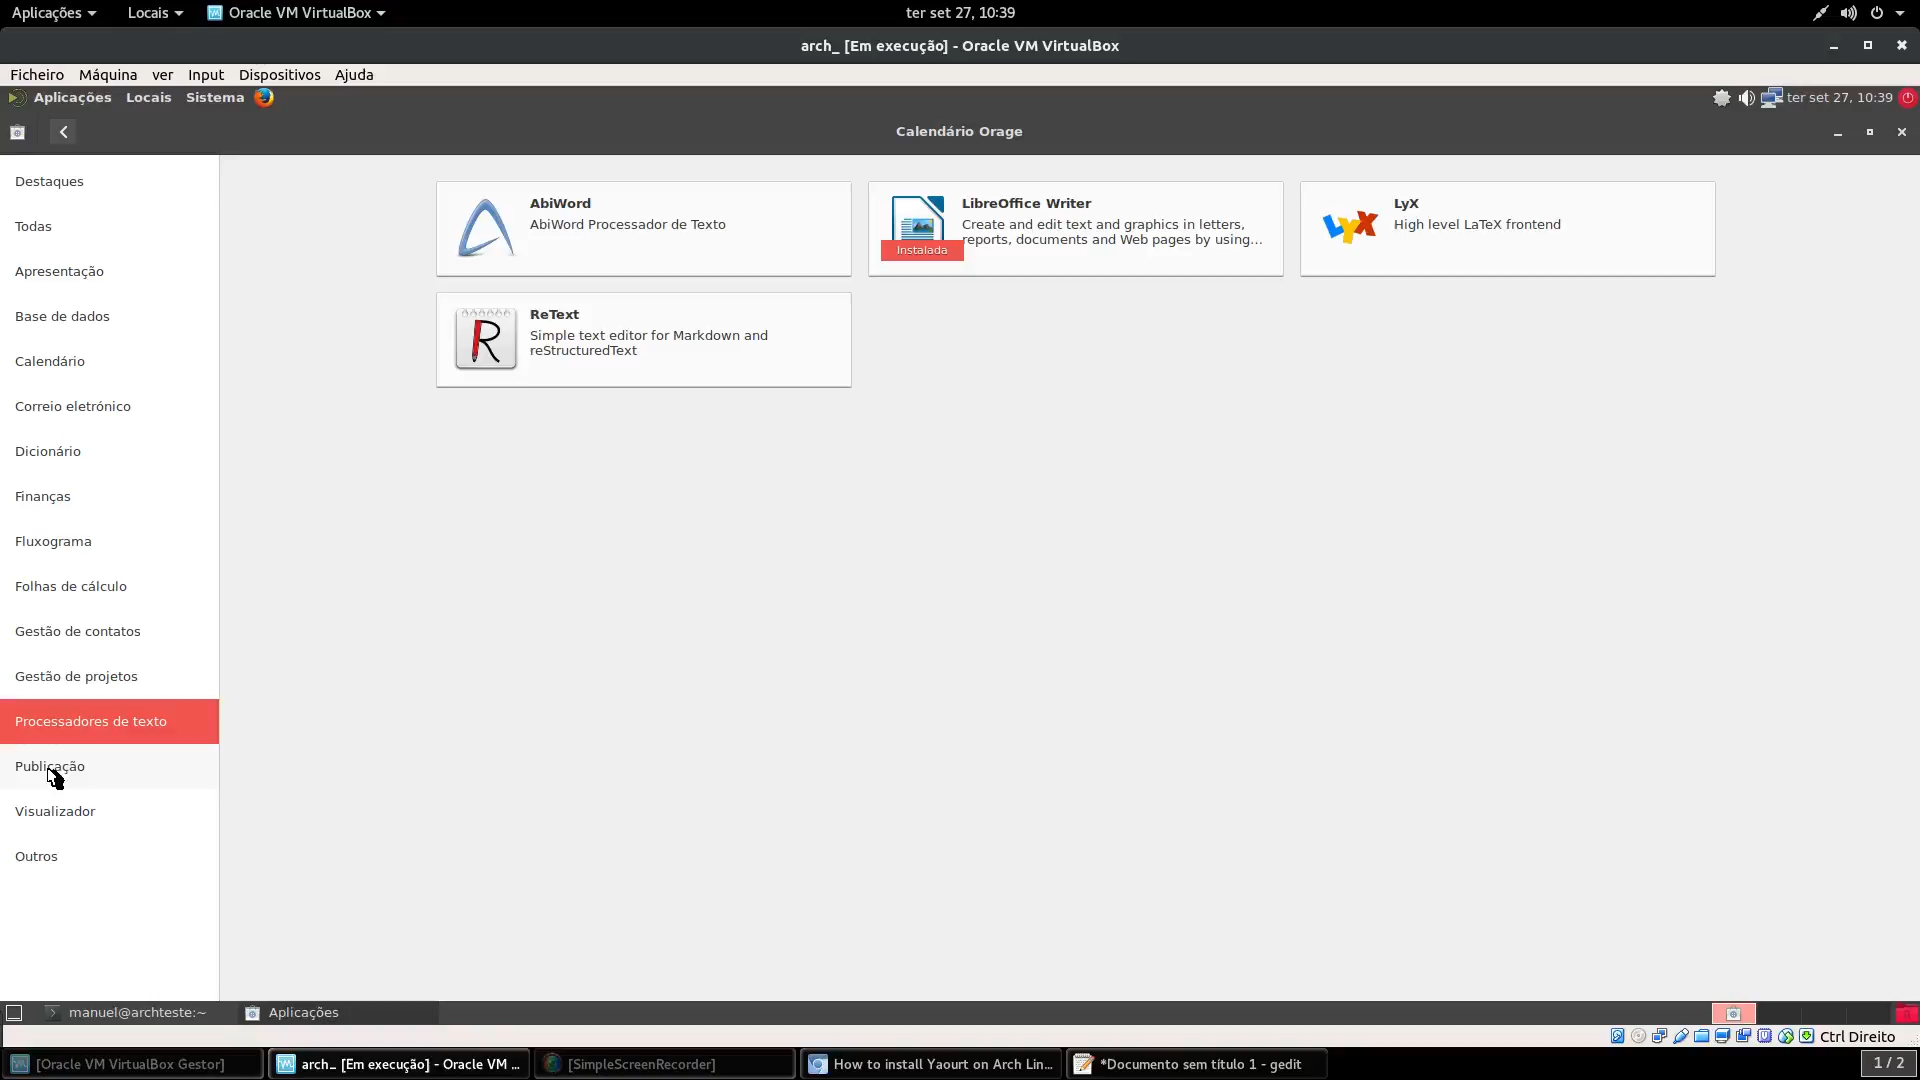 Aplicações Locais Oracle VM VirtualBox ter set 27, 10:39
arch_ [Em execução] - Oracle VM VirtualBox
Ficheiro Máquina ver Input Dispositivos Ajuda
Aplicações Locais Sistema ter set 27, 10:39
Calendário Orage
Destaques
Todas
Apresentação
Base de dados
Calendário
Correio eletrónico
Dicionário
Finanças
Fluxograma
Folhas de cálculo
Gestão de contatos
Gestão de projetos
Processadores de texto
Publicação
Visualizador
Outros
AbiWord
AbiWord Processador de Texto
LibreOffice Writer
Create and edit text and graphics in letters,
reports, documents and Web pages by using...
Instalada
LyX
High level LaTeX frontend
ReText
Simple text editor for Markdown and
reStructuredText
manuel@archteste:~ Aplicações
Ctrl Direito
[Oracle VM VirtualBox Gestor] arch_ [Em execução] - Oracle VM ... [SimpleScreenRecorder] How to install Yaourt on Arch Lin... *Documento sem título 1 - gedit 1 / 2